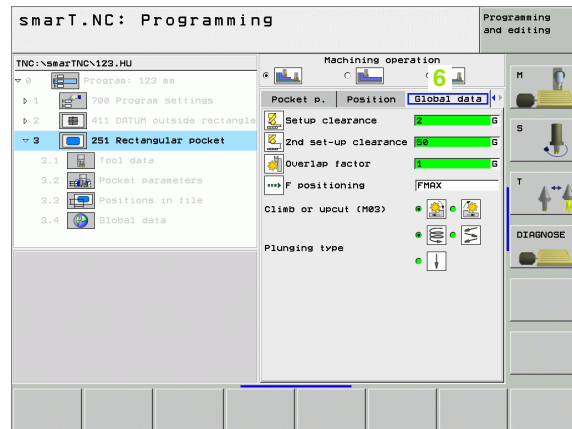 smarT.NC: Programming
Programming
and editing
TNC:\smarTNC\123.HU
0 Program: 123 mm
1 700 Program settings
2 411 DATUM outside rectangle
3 251 Rectangular pocket
3.1 Tool data
3.2 Pocket parameters
3.3 Positions in file
3.4 Global data
Machining operation
6
Pocket p. Position Global data
Setup clearance 2 G
2nd set-up clearance 50 G
Overlap factor 1 G
F positioning FMAX
Climb or upcut (M03)
Plunging type
M
S
T
DIAGNOSE